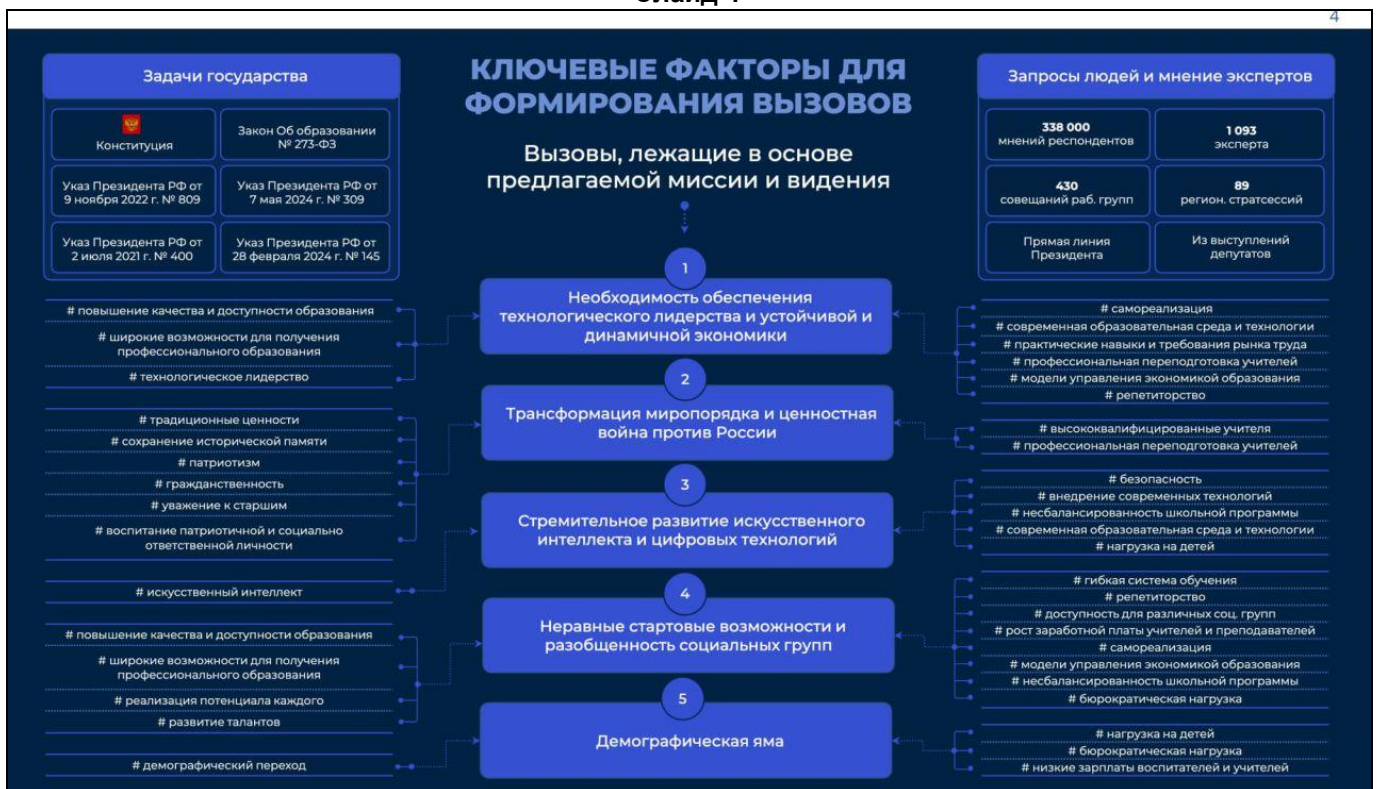 4
КЛЮЧЕВЫЕ ФАКТОРЫ ДЛЯ
ФОРМИРОВАНИЯ ВЫЗОВОВ
Вызовы, лежащие в основе
предлагаемой миссии и видения
Задачи государства
Конституция
Закон Об образовании
№ 273-ФЗ
Указ Президента РФ от
9 ноября 2022 г. № 809
Указ Президента РФ от
7 мая 2024 г. № 309
Указ Президента РФ от
2 июля 2021 г. № 400
Указ Президента РФ от
28 февраля 2024 г. № 145
# повышение качества и доступности образования
# широкие возможности для получения
профессионального образования
# технологическое лидерство
# традиционные ценности
# сохранение исторической памяти
# патриотизм
# гражданственность
# уважение к старшим
# воспитание патриотичной и социально
ответственной личности
# искусственный интеллект
# повышение качества и доступности образования
# широкие возможности для получения
профессионального образования
# реализация потенциала каждого
# развитие талантов
# демографический переход
1
Необходимость обеспечения
технологического лидерства и устойчивой и
динамичной экономики
2
Трансформация миропорядка и ценностная
война против России
3
Стремительное развитие искусственного
интеллекта и цифровых технологий
4
Неравные стартовые возможности и
разобщенность социальных групп
5
Демографическая яма
Запросы людей и мнение экспертов
338 000
мнений респондентов
1 093
эксперта
430
совещаний раб. групп
89
регион. стратсессий
Прямая линия
Президента
Из выступлений
депутатов
# самореализация
# современная образовательная среда и технологии
# практические навыки и требования рынка труда
# профессиональная переподготовка учителей
# модели управления экономикой образования
# репетиторство
# высококвалифицированные учителя
# профессиональная переподготовка учителей
# безопасность
# внедрение современных технологий
# несбалансированность школьной программы
# современная образовательная среда и технологии
# нагрузка на детей
# гибкая система обучения
# репетиторство
# доступность для различных соц. групп
# рост заработной платы учителей и преподавателей
# самореализация
# модели управления экономикой образования
# несбалансированность школьной программы
# бюрократическая нагрузка
# нагрузка на детей
# бюрократическая нагрузка
# низкие зарплаты воспитателей и учителей